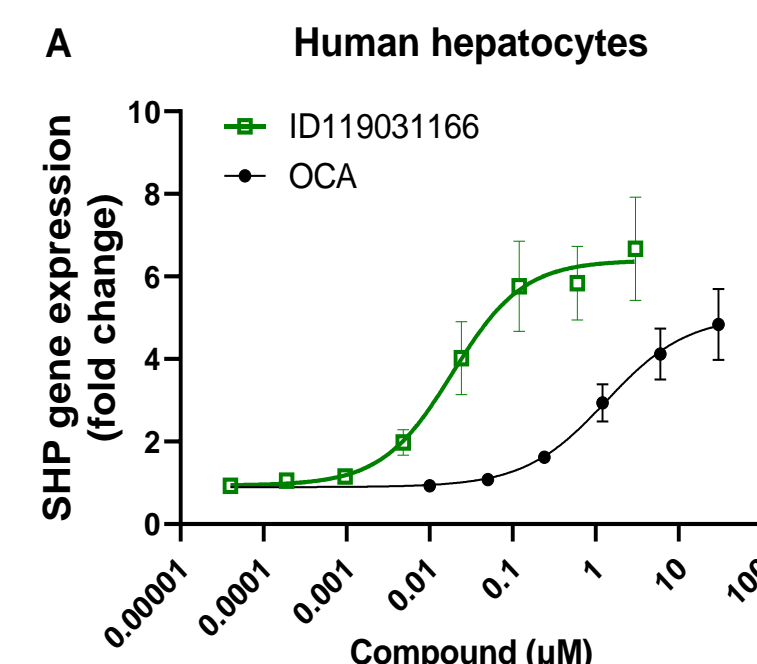 A
Human hepatocytes
SHP gene expression
(fold change)
10
8
6
4
2
0
ID119031166
OCA
0.00001
0.0001
0.001
0.01
0.1
1
10
Compound (µM)